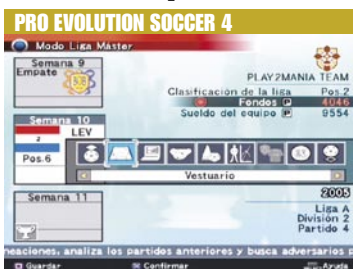 PRO EVOLUTION SOCCER 4
Modo Liga Máster
Semana 9
Empate
PLAY2MANIA TEAM
Clasificación de la liga Pos.2
Fondos P 4046
Sueldo del equipo P 9554
Semana 10
LEV
2
Pos.6
Vestuario
Semana 11
2005
Liga A
División 2
Partido 4
neaciones, analiza los partidos anteriores y busca adversarios p
Guardar Confirmar Ayuda